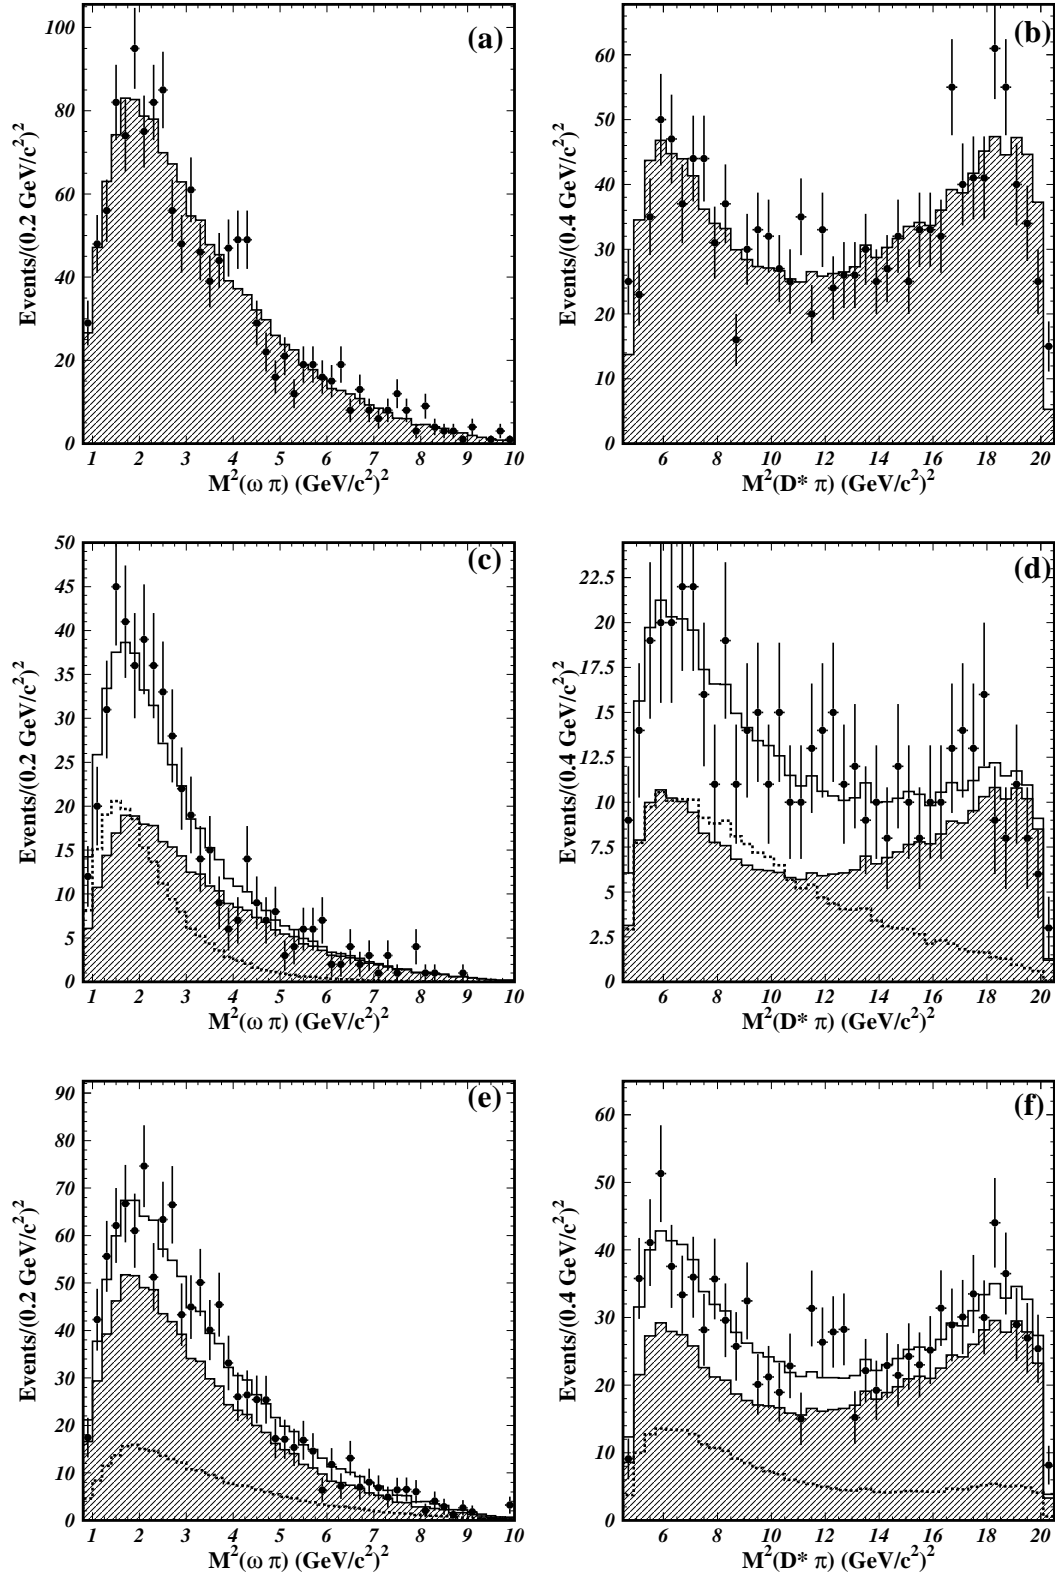 (a)
Events/(0.2 GeV/c²)²
100
80
60
40
20
0
1 2 3 4 5 6 7 8 9 10
M²(ω π) (GeV/c²)²
(b)
Events/(0.4 GeV/c²)²
60
50
40
30
20
10
0
6 8 10 12 14 16 18 20
M²(D* π) (GeV/c²)²
(c)
Events/(0.2 GeV/c²)²
50
45
40
35
30
25
20
15
10
5
0
1 2 3 4 5 6 7 8 9 10
M²(ω π) (GeV/c²)²
(d)
Events/(0.4 GeV/c²)²
22.5
20
17.5
15
12.5
10
7.5
5
2.5
0
6 8 10 12 14 16 18 20
M²(D* π) (GeV/c²)²
(e)
Events/(0.2 GeV/c²)²
90
80
70
60
50
40
30
20
10
0
1 2 3 4 5 6 7 8 9 10
M²(ω π) (GeV/c²)²
(f)
Events/(0.4 GeV/c²)²
60
50
40
30
20
10
0
6 8 10 12 14 16 18 20
M²(D* π) (GeV/c²)²